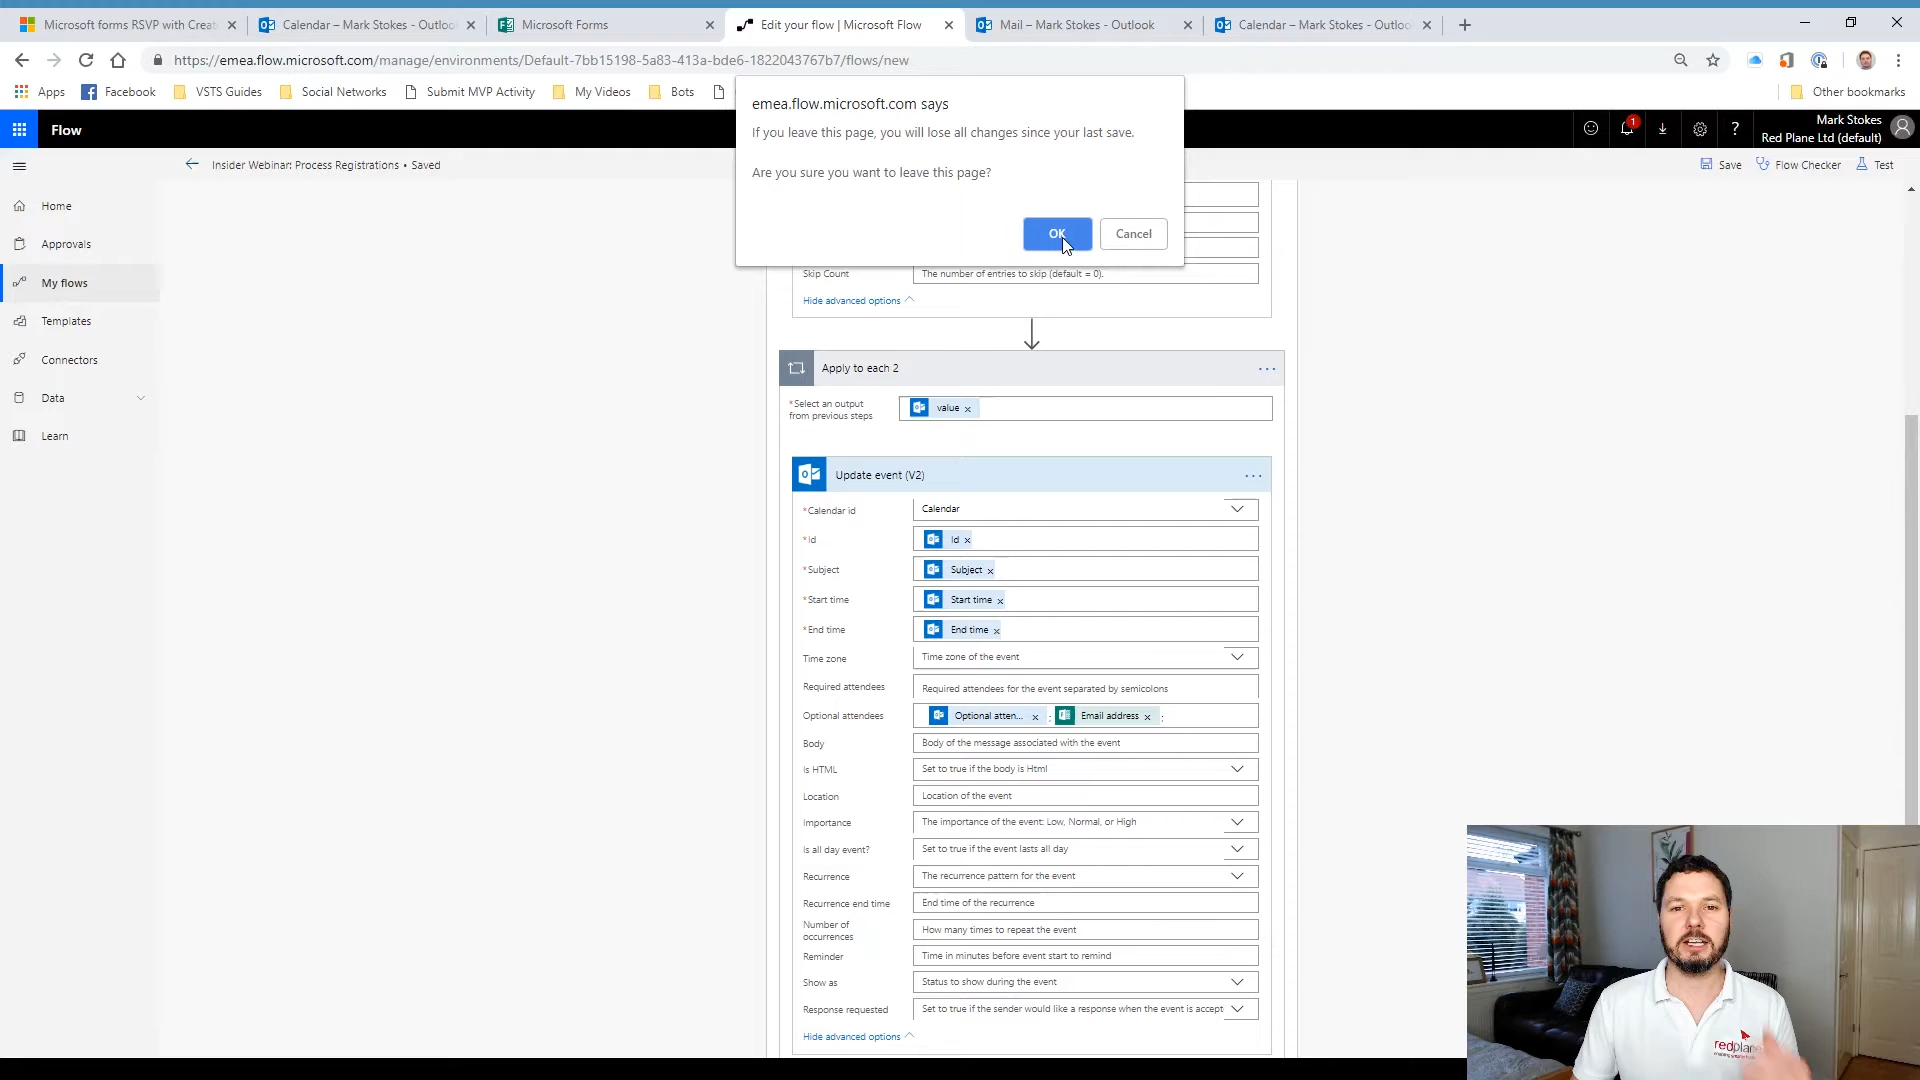 Microsoft forms RSVP with Creat
Calendar – Mark Stokes - Outlook
Microsoft Forms
Edit your flow | Microsoft Flow
Mail – Mark Stokes - Outlook
Calendar – Mark Stokes - Outloo
https://emea.flow.microsoft.com/manage/environments/Default-7bb15198-5a83-413a-bde6-1822043767b7/flows/new
Apps
Facebook
VSTS Guides
Social Networks
Submit MVP Activity
My Videos
Bots
Other bookmarks
emea.flow.microsoft.com says
If you leave this page, you will lose all changes since your last save.
Are you sure you want to leave this page?
OK
Cancel
Flow
1
?
Mark Stokes
Red Plane Ltd (default)
Insider Webinar: Process Registrations • Saved
Save
Flow Checker
Test
Home
Approvals
My flows
Templates
Connectors
Data
Learn
Skip Count
The number of entries to skip (default = 0).
Hide advanced options
Apply to each 2
...
*Select an output
from previous steps
value x
Update event (V2)
...
*Calendar id
Calendar
*Id
Id x
*Subject
Subject x
*Start time
Start time x
*End time
End time x
Time zone
Time zone of the event
Required attendees
Required attendees for the event separated by semicolons
Optional attendees
Optional atten... x ; Email address x ;
Body
Body of the message associated with the event
Is HTML
Set to true if the body is Html
Location
Location of the event
Importance
The importance of the event: Low, Normal, or High
Is all day event?
Set to true if the event lasts all day
Recurrence
The recurrence pattern for the event
Recurrence end time
End time of the recurrence
Number of
occurrences
How many times to repeat the event
Reminder
Time in minutes before event start to remind
Show as
Status to show during the event
Response requested
Set to true if the sender would like a response when the event is accept
Hide advanced options
redplane